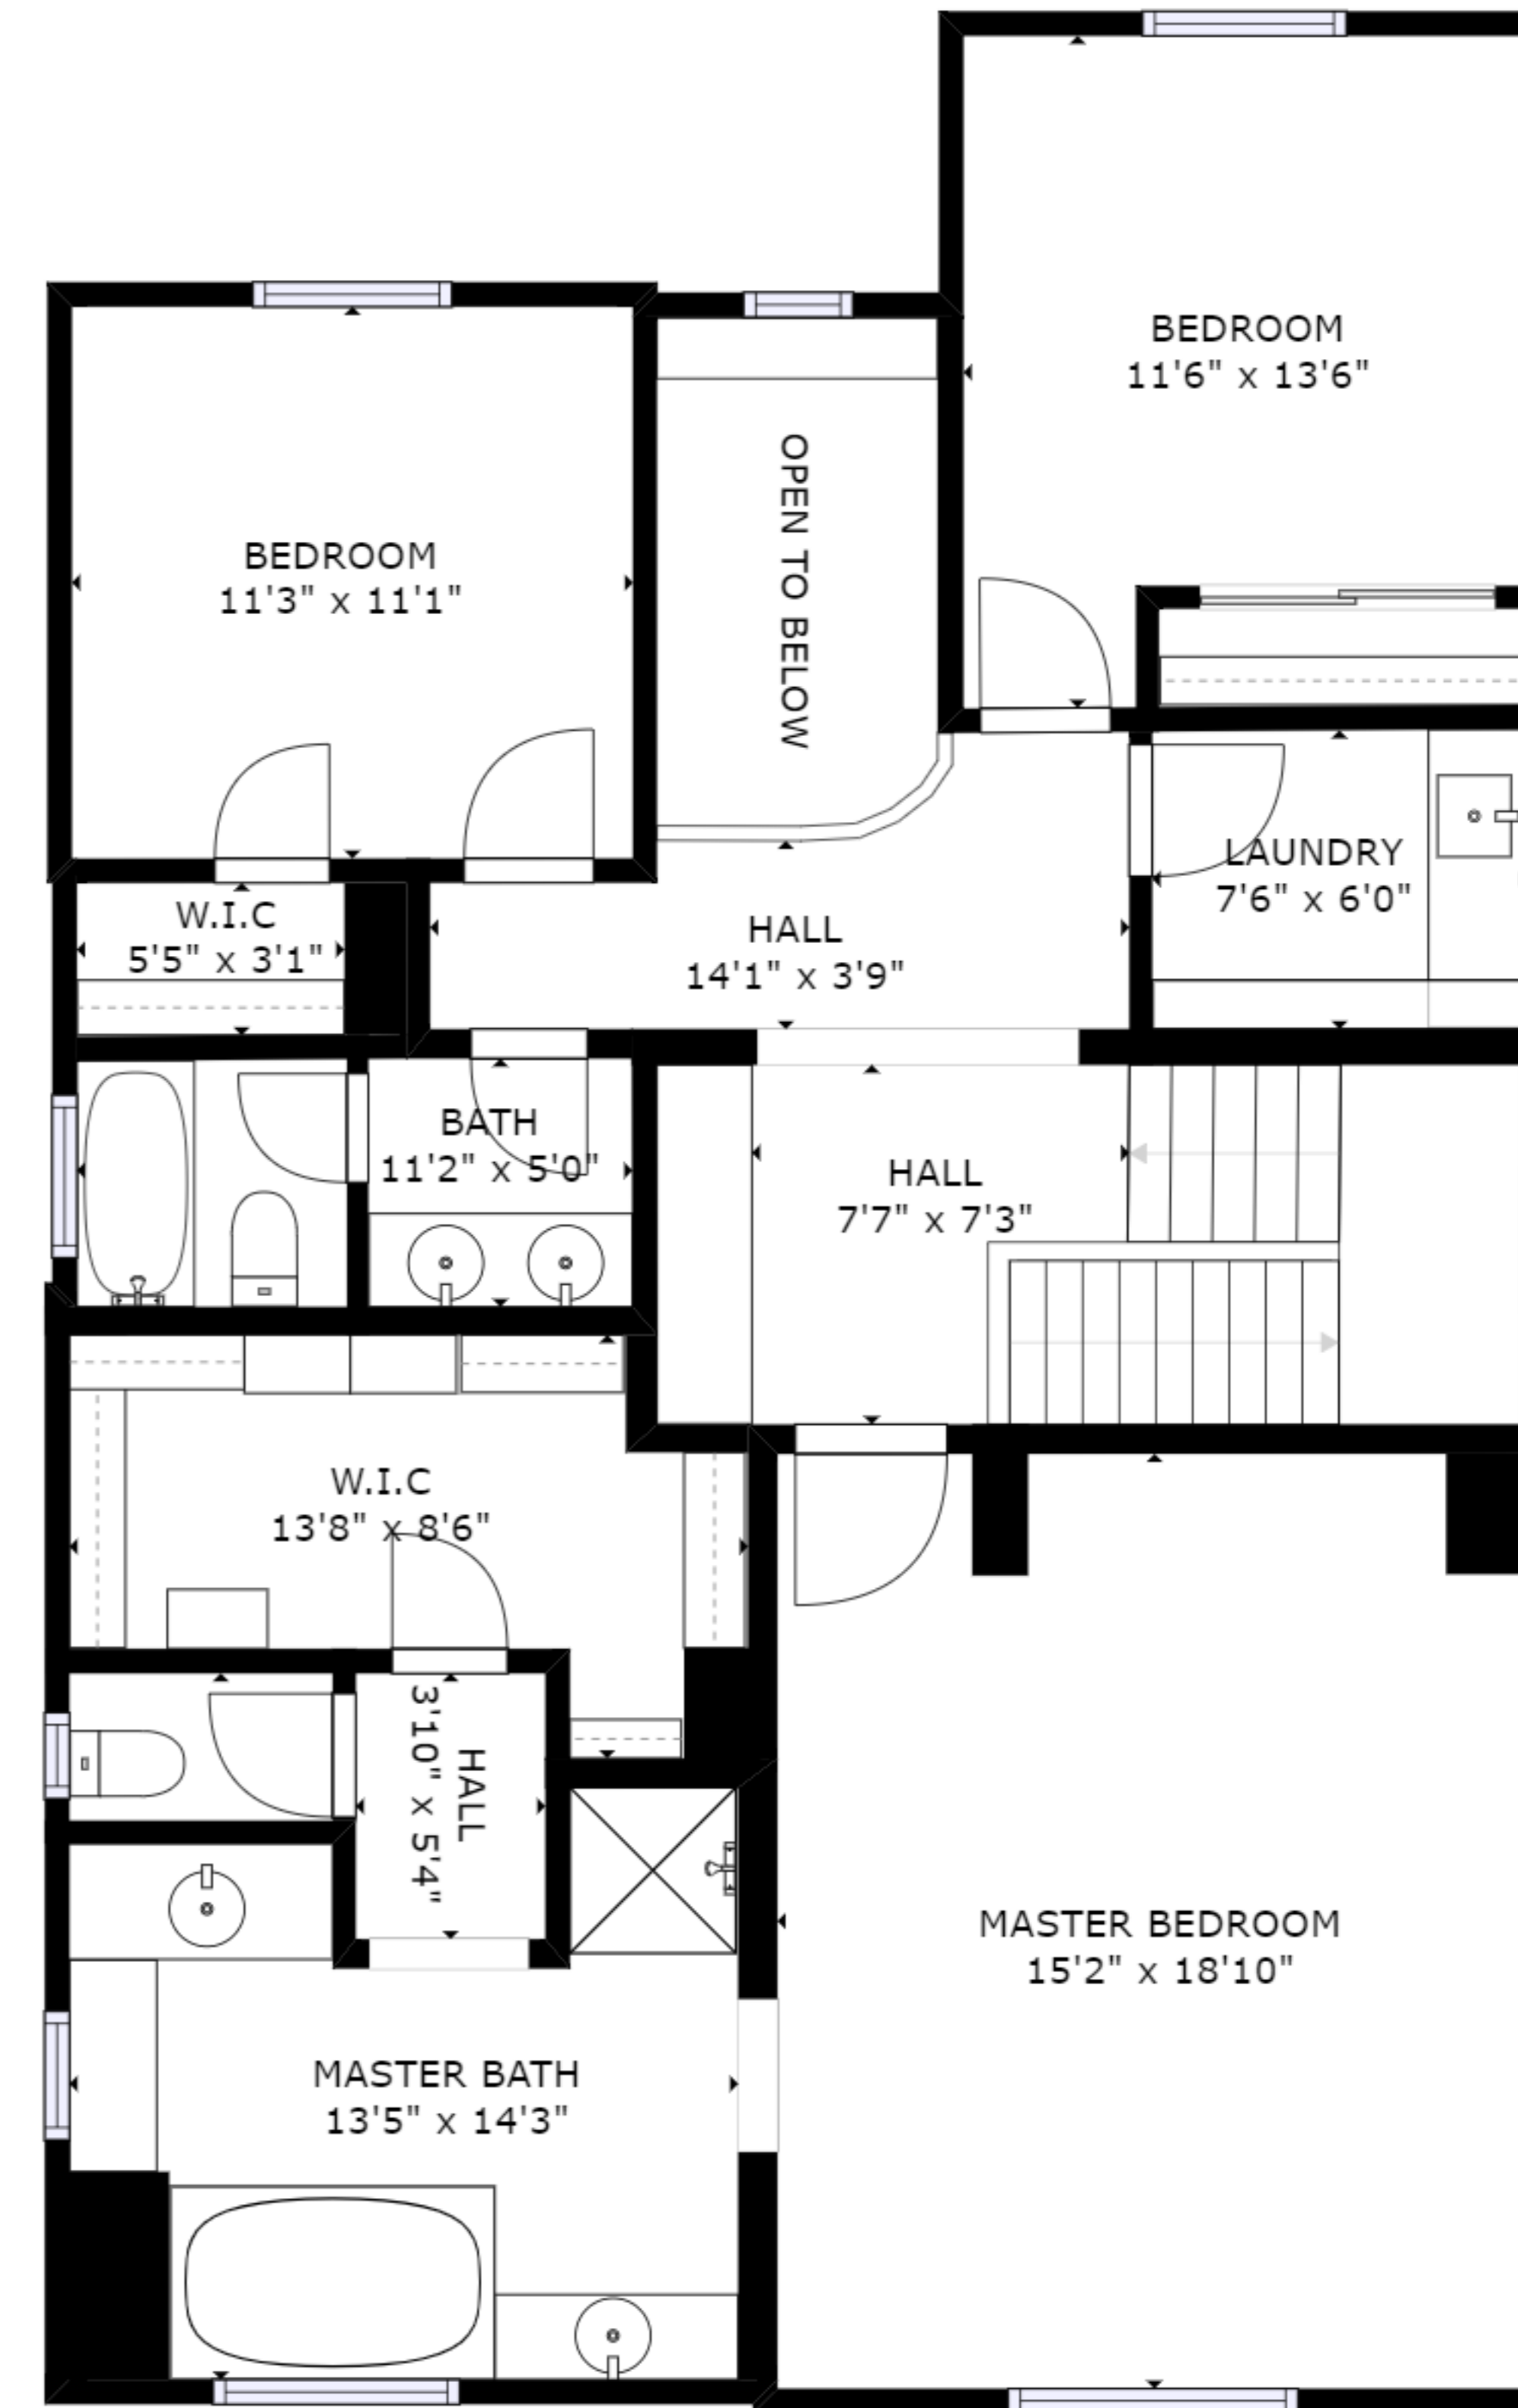 BEDROOM
11'6" x 13'6"
OPEN TO BELOW
BEDROOM
11'3" x 11'1"
LAUNDRY
7'6" x 6'0"
W.I.C
5'5" x 3'1"
HALL
14'1" x 3'9"
BATH
11'2" x 5'0"
HALL
7'7" x 7'3"
W.I.C
13'8" x 8'6"
HALL
3'10" x 5'4"
MASTER BEDROOM
15'2" x 18'10"
MASTER BATH
13'5" x 14'3"